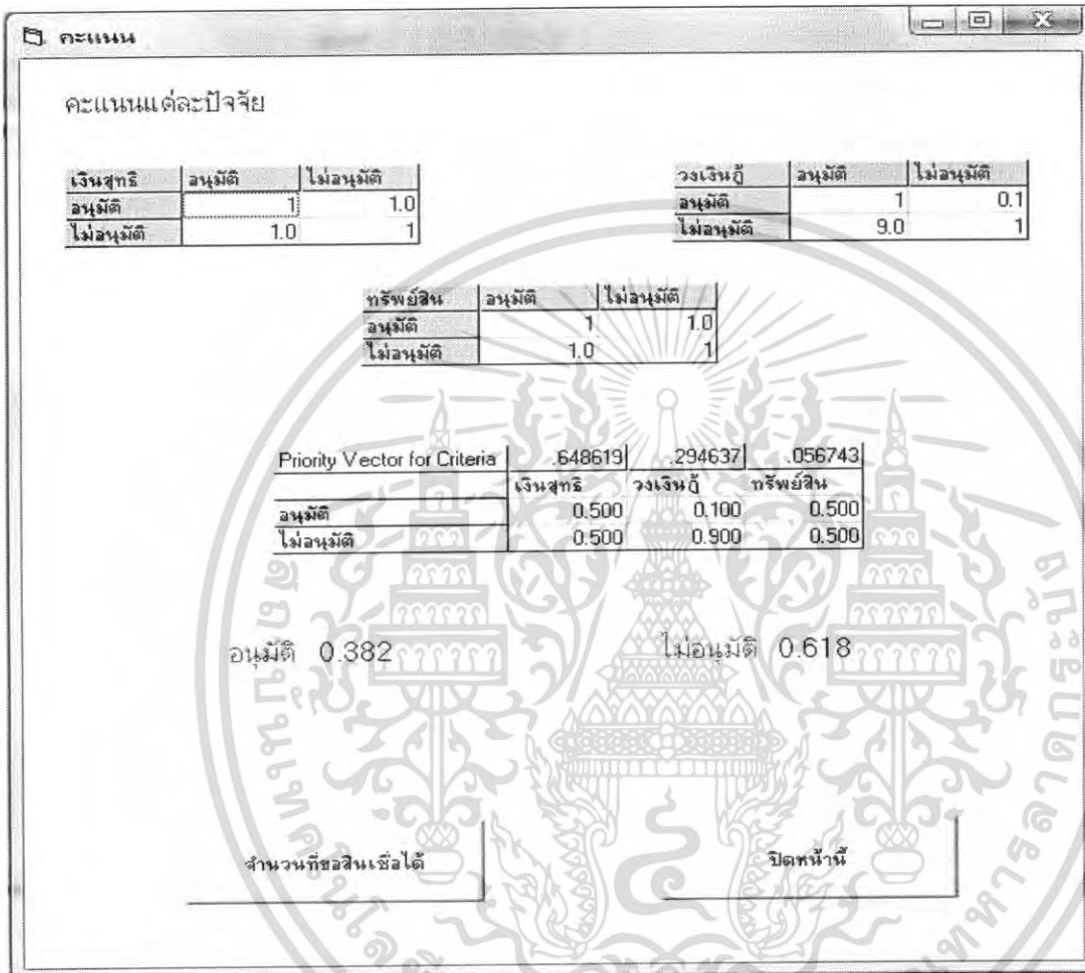 คะแนน
คะแนนแต่ละปัจจัย
เงินสุทธิ อนุมัติ ไม่อนุมัติ
อนุมัติ 1 1.0
ไม่อนุมัติ 1.0 1
วงเงินกู้ อนุมัติ ไม่อนุมัติ
อนุมัติ 1 0.1
ไม่อนุมัติ 9.0 1
ทรัพย์สิน อนุมัติ ไม่อนุมัติ
อนุมัติ 1 1.0
ไม่อนุมัติ 1.0 1
Priority Vector for Criteria .648619 .294637 .056743
เงินสุทธิ วงเงินกู้ ทรัพย์สิน
อนุมัติ 0.500 0.100 0.500
ไม่อนุมัติ 0.500 0.900 0.500
อนุมัติ 0.382 ไม่อนุมัติ 0.618
จำนวนที่ขอสินเชื่อได้ ปิดหน้านี้